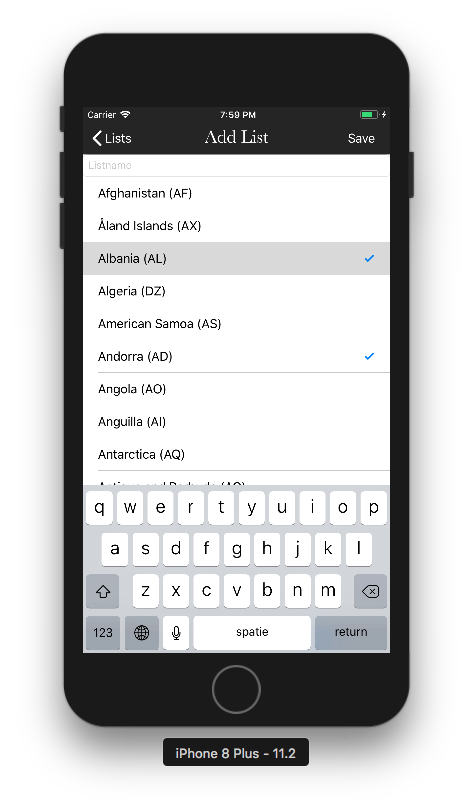 Carrier 7:59 PM
Lists Add List Save
Listname
Afghanistan (AF)
Åland Islands (AX)
Albania (AL)
Algeria (DZ)
American Samoa (AS)
Andorra (AD)
Angola (AO)
Anguilla (AI)
Antarctica (AQ)
q w e r t y u i o p
a s d f g h j k l
z x c v b n m
123 spatie return
iPhone 8 Plus - 11.2